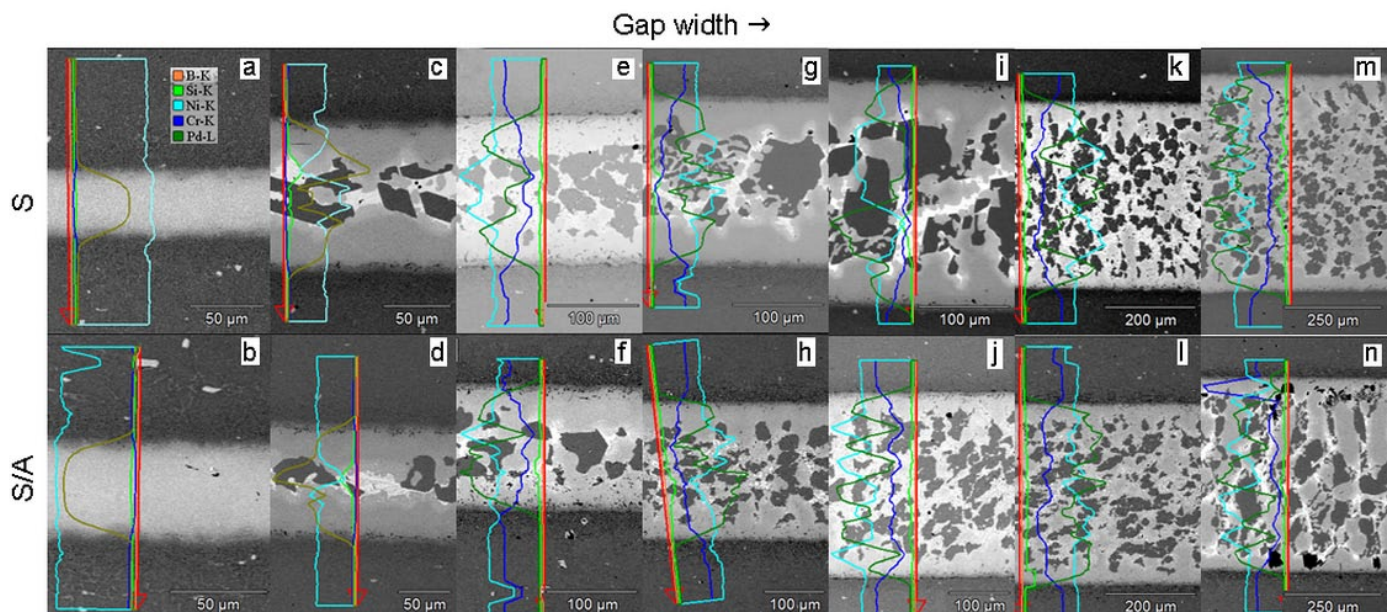 Gap width →
S
a
B-K
Si-K
Ni-K
Cr-K
Pd-L
50 µm
c
50 µm
e
100 µm
g
100 µm
i
100 µm
k
200 µm
m
250 µm
S/A
b
50 µm
d
50 µm
f
100 µm
h
100 µm
j
100 µm
l
200 µm
n
250 µm